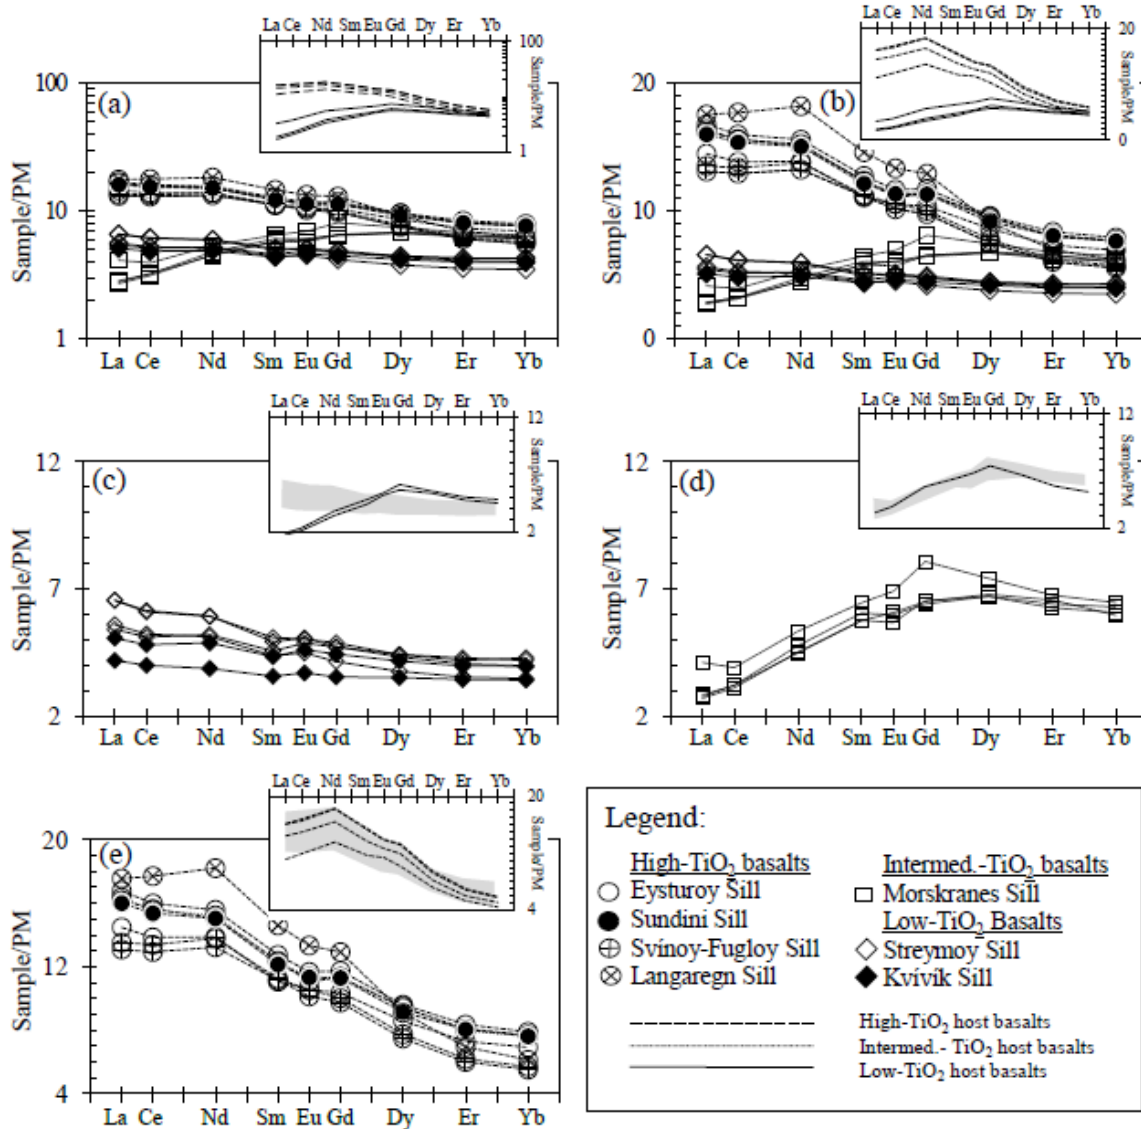 La Ce Nd Sm Eu Gd Dy Er Yb
100
Sample/PM
1
(a)
100
10
1
Sample/PM
La Ce Nd Sm Eu Gd Dy Er Yb
La Ce Nd Sm Eu Gd Dy Er Yb
20
Sample/PM
0
(b)
20
15
10
5
0
Sample/PM
La Ce Nd Sm Eu Gd Dy Er Yb
La Ce Nd Sm Eu Gd Dy Er Yb
12
Sample/PM
2
(c)
12
7
2
Sample/PM
La Ce Nd Sm Eu Gd Dy Er Yb
La Ce Nd Sm Eu Gd Dy Er Yb
12
Sample/PM
2
(d)
12
7
2
Sample/PM
La Ce Nd Sm Eu Gd Dy Er Yb
La Ce Nd Sm Eu Gd Dy Er Yb
20
Sample/PM
4
(e)
20
12
4
Sample/PM
La Ce Nd Sm Eu Gd Dy Er Yb
Legend:
High-TiO₂ basalts
Eysturoy Sill
Sundini Sill
Svínoy-Fugloy Sill
Langaregn Sill
Intermed.-TiO₂ basalts
Morskranes Sill
Low-TiO₂ Basalts
Streymoy Sill
Kvívík Sill
High-TiO₂ host basalts
Intermed.- TiO₂ host basalts
Low-TiO₂ host basalts